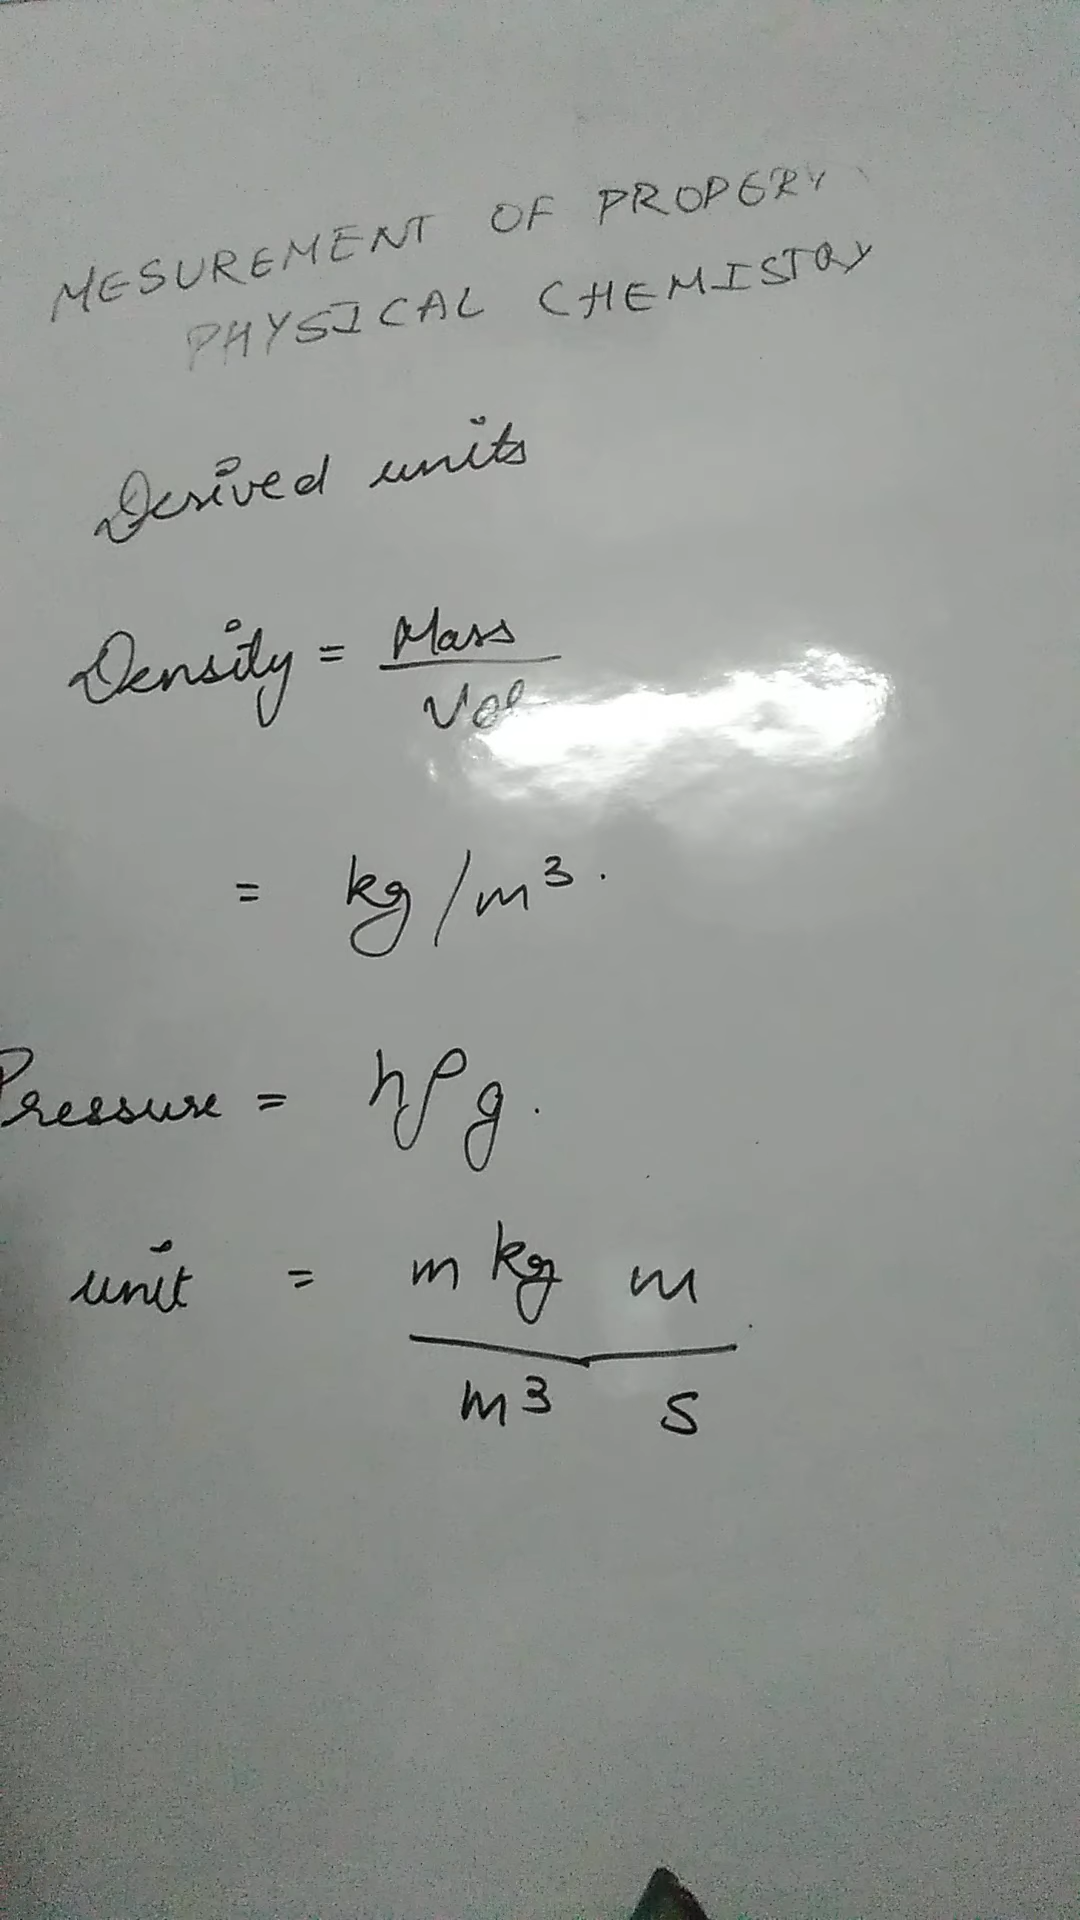 MESUREMENT OF PROPERY
PHYSICAL CHEMISTRY
Derived units
Density = Mass
Vol
= kg/m³.
Pressure = hρg.
unit = m kg m
m³ s